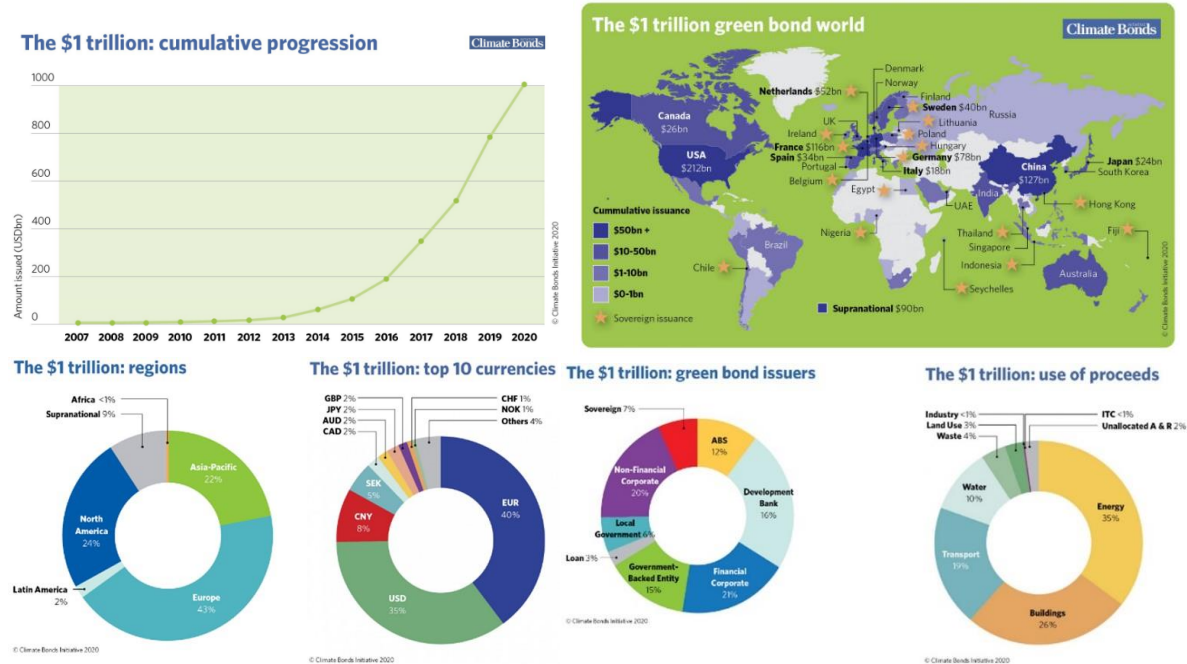 The $1 trillion: cumulative progression
Climate Bonds
1000
800
600
400
200
0
Amount issued (USDbn)
2007 2008 2009 2010 2011 2012 2013 2014 2015 2016 2017 2018 2019 2020
© Climate Bonds Initiative 2020
The $1 trillion green bond world
Climate Bonds
Denmark
Norway
Netherlands $52bn
Finland
Sweden $40bn
Russia
Canada
$26bn
UK
Lithuania
Ireland
Poland
France $116bn
Hungary
USA
$212bn
Spain $34bn
Germany $78bn
Portugal
Italy $18bn
Belgium
China
$127bn
Japan $24bn
South Korea
Egypt
India
UAE
Hong Kong
Cummulative issuance
$50bn +
$10-50bn
$1-10bn
$0-1bn
Sovereign issuance
Nigeria
Thailand
Fiji
Singapore
Brazil
Chile
Indonesia
Australia
Seychelles
Supranational $90bn
© Climate Bonds Initiative 2020
The $1 trillion: regions
Africa <1%
Supranational 9%
Asia-Pacific
22%
North
America
24%
Latin America
2%
Europe
43%
© Climate Bonds Initiative 2020
The $1 trillion: top 10 currencies
GBP 2%
JPY 2%
AUD 2%
CAD 2%
CHF 1%
NOK 1%
Others 4%
SEK
5%
CNY
8%
EUR
40%
USD
35%
© Climate Bonds Initiative 2020
The $1 trillion: green bond issuers
Sovereign 7%
ABS
12%
Non-Financial
Corporate
20%
Development
Bank
16%
Local
Government 6%
Loan 3%
Government-
Backed Entity
15%
Financial
Corporate
21%
© Climate Bonds Initiative 2020
The $1 trillion: use of proceeds
Industry <1%
Land Use 3%
Waste 4%
ITC <1%
Unallocated A & R 2%
Water
10%
Energy
35%
Transport
19%
Buildings
26%
© Climate Bonds Initiative 2020